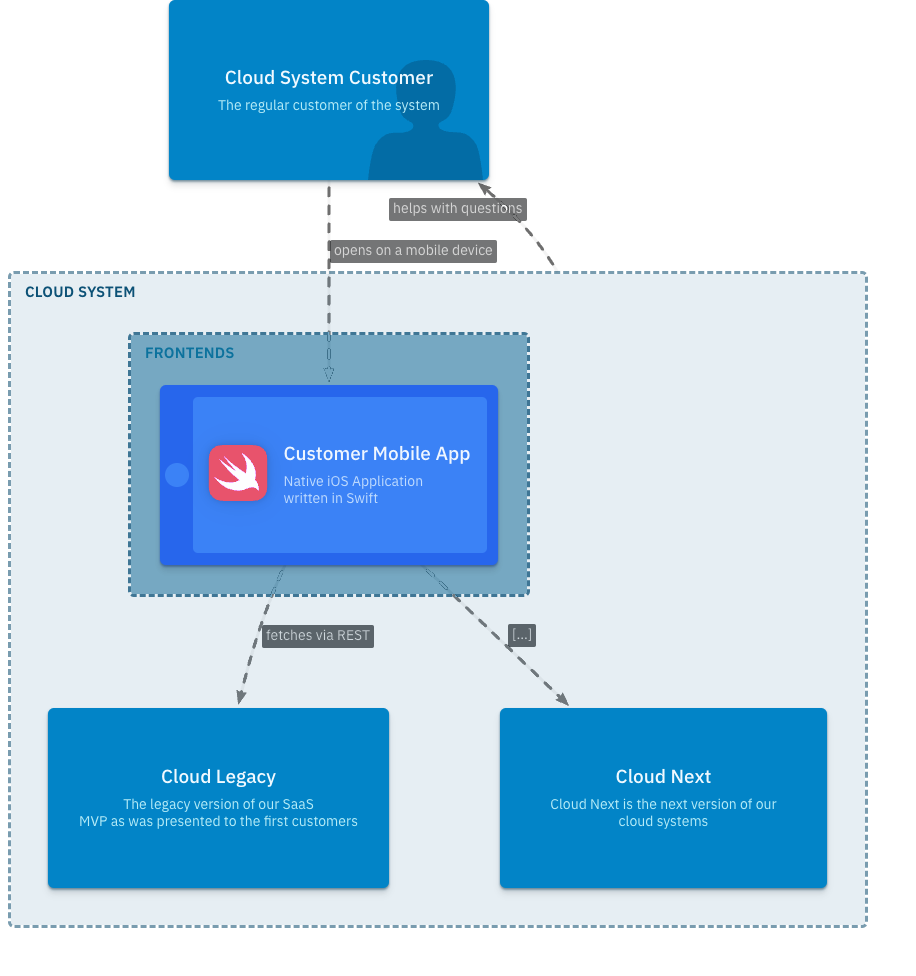 Cloud System Customer
The regular customer of the system
helps with questions
opens on a mobile device
CLOUD SYSTEM
FRONTENDS
Customer Mobile App
Native iOS Application
written in Swift
fetches via REST
[...]
Cloud Legacy
The legacy version of our SaaS
MVP as was presented to the first customers
Cloud Next
Cloud Next is the next version of our
cloud systems